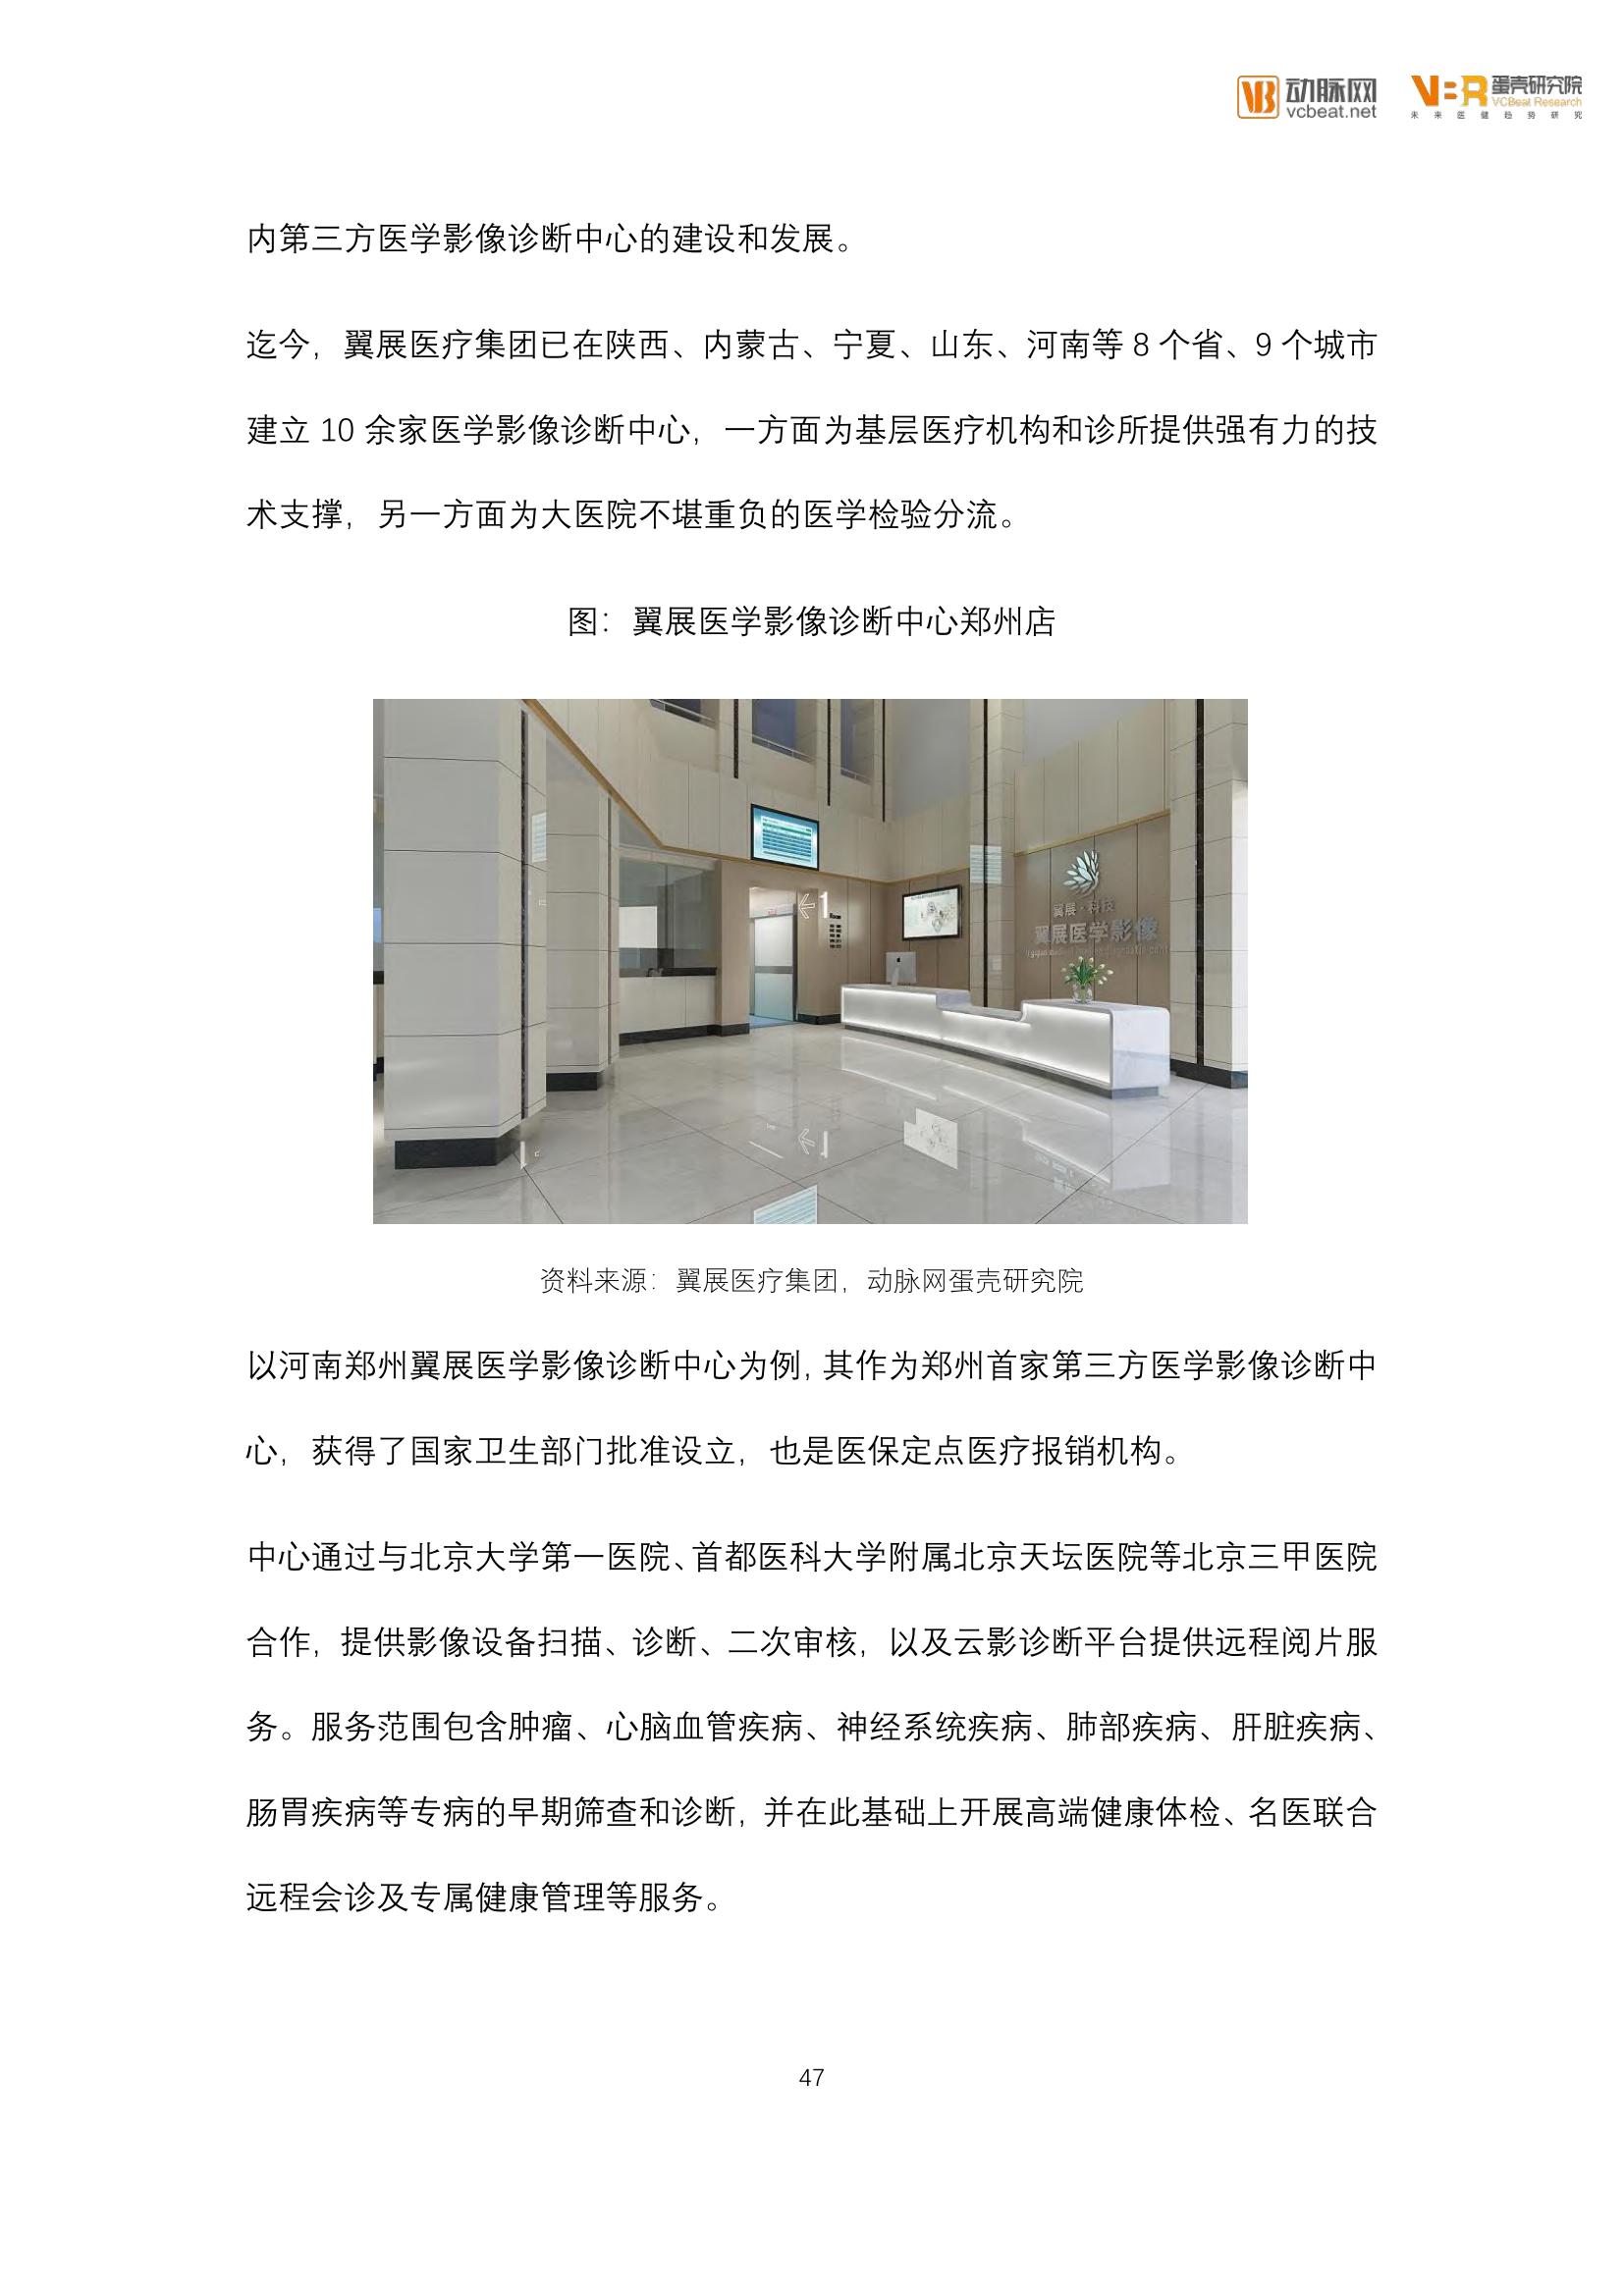 动脉网
vcbeat.net
VBR
蛋壳研究院
VCBeat Research
未来医健趋势研究
内第三方医学影像诊断中心的建设和发展。
迄今，翼展医疗集团已在陕西、内蒙古、宁夏、山东、河南等 8 个省、9 个城市
建立 10 余家医学影像诊断中心，一方面为基层医疗机构和诊所提供强有力的技
术支撑，另一方面为大医院不堪重负的医学检验分流。
图：翼展医学影像诊断中心郑州店
1
翼展·科技
翼展医学影像
资料来源：翼展医疗集团，动脉网蛋壳研究院
以河南郑州翼展医学影像诊断中心为例,其作为郑州首家第三方医学影像诊断中
心，获得了国家卫生部门批准设立，也是医保定点医疗报销机构。
中心通过与北京大学第一医院、首都医科大学附属北京天坛医院等北京三甲医院
合作，提供影像设备扫描、诊断、二次审核，以及云影诊断平台提供远程阅片服
务。服务范围包含肿瘤、心脑血管疾病、神经系统疾病、肺部疾病、肝脏疾病、
肠胃疾病等专病的早期筛查和诊断，并在此基础上开展高端健康体检、名医联合
远程会诊及专属健康管理等服务。
47